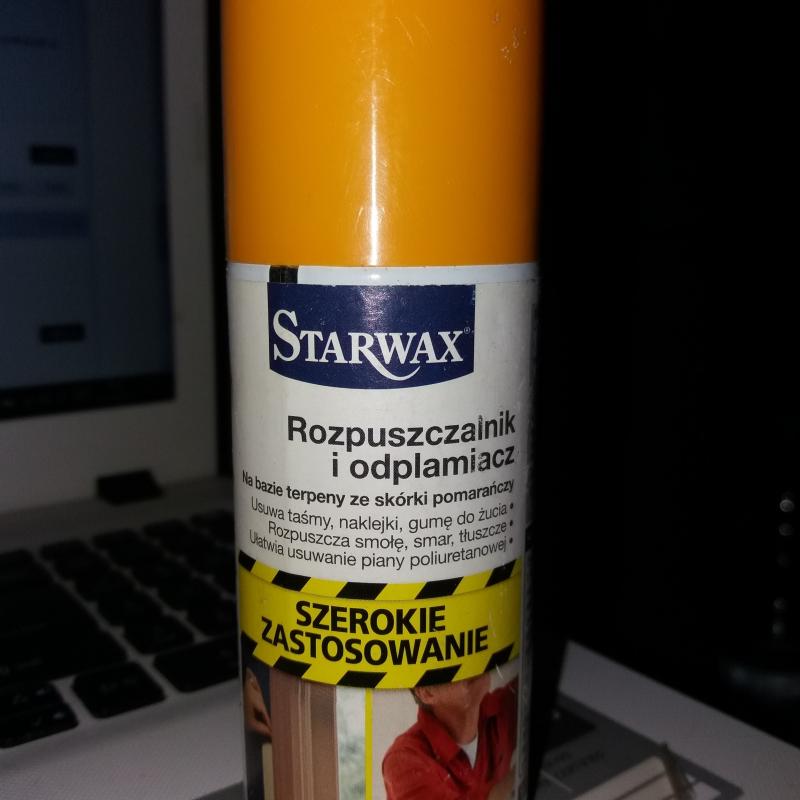 STARWAX®
Rozpuszczalnik
i odplamiacz
Na bazie terpeny ze skórki pomarańczy
Usuwa taśmy, naklejki, gumę do żucia •
Rozpuszcza smołę, smar, tłuszcze •
Ułatwia usuwanie piany poliuretanowej •
SZEROKIE
ZASTOSOWANIE